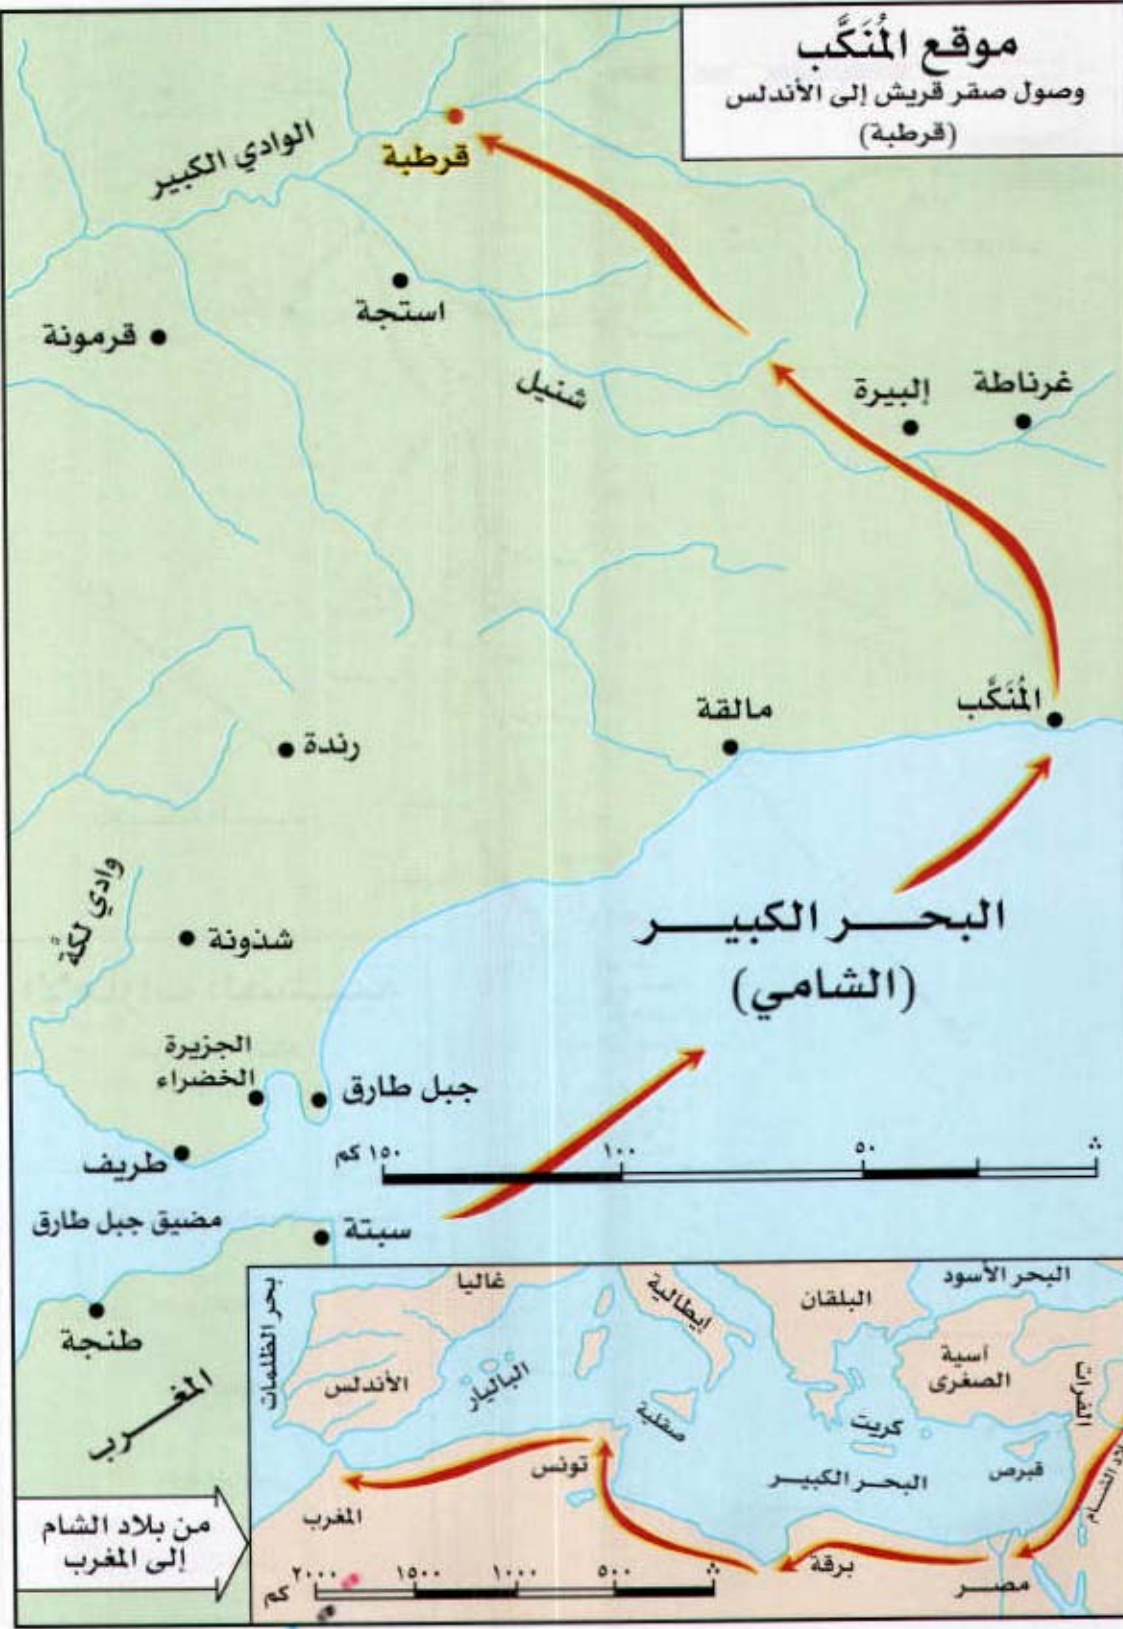 موقع المُنَكَّب
وصول صقر قريش إلى الأندلس
(قرطبة)
الوادي الكبير
قرطبة
استجة
قرمونة
شنيل
إلبيرة
غرناطة
المُنَكَّب
مالقة
رندة
وادي لكَّة
شذونة
البحر الكبير
(الشامي)
الجزيرة
الخضراء
جبل طارق
طريف
١٥٠ كم
١٠٠
٥٠
مضيق جبل طارق
سبتة
طنجة
المغرب
من بلاد الشام
إلى المغرب
بحر الظلمات
غاليا
إيطالية
البلقان
البحر الأسود
آسية
الصغرى
الفرات
الأندلس
الباليار
صقلية
كريت
قبرص
بلاد الشام
البحر الكبير
تونس
المغرب
برقة
مصر
٢٠٠٠ كم
١٥٠٠
١٠٠٠
٥٠٠